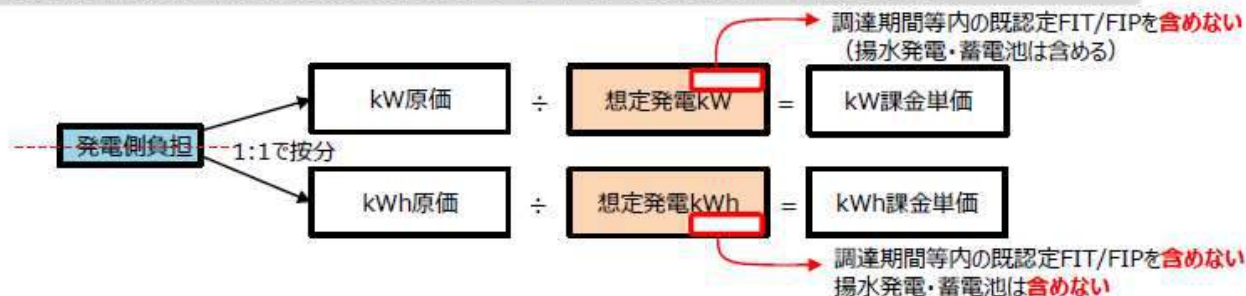 調達期間等内の既認定FIT/FIPを含めない
（揚水発電・蓄電池は含める）
kW原価 ÷ 想定発電kW = kW課金単価
発電側負担 1:1で按分
kWh原価 ÷ 想定発電kWh = kWh課金単価
調達期間等内の既認定FIT/FIPを含めない
揚水発電・蓄電池は含めない